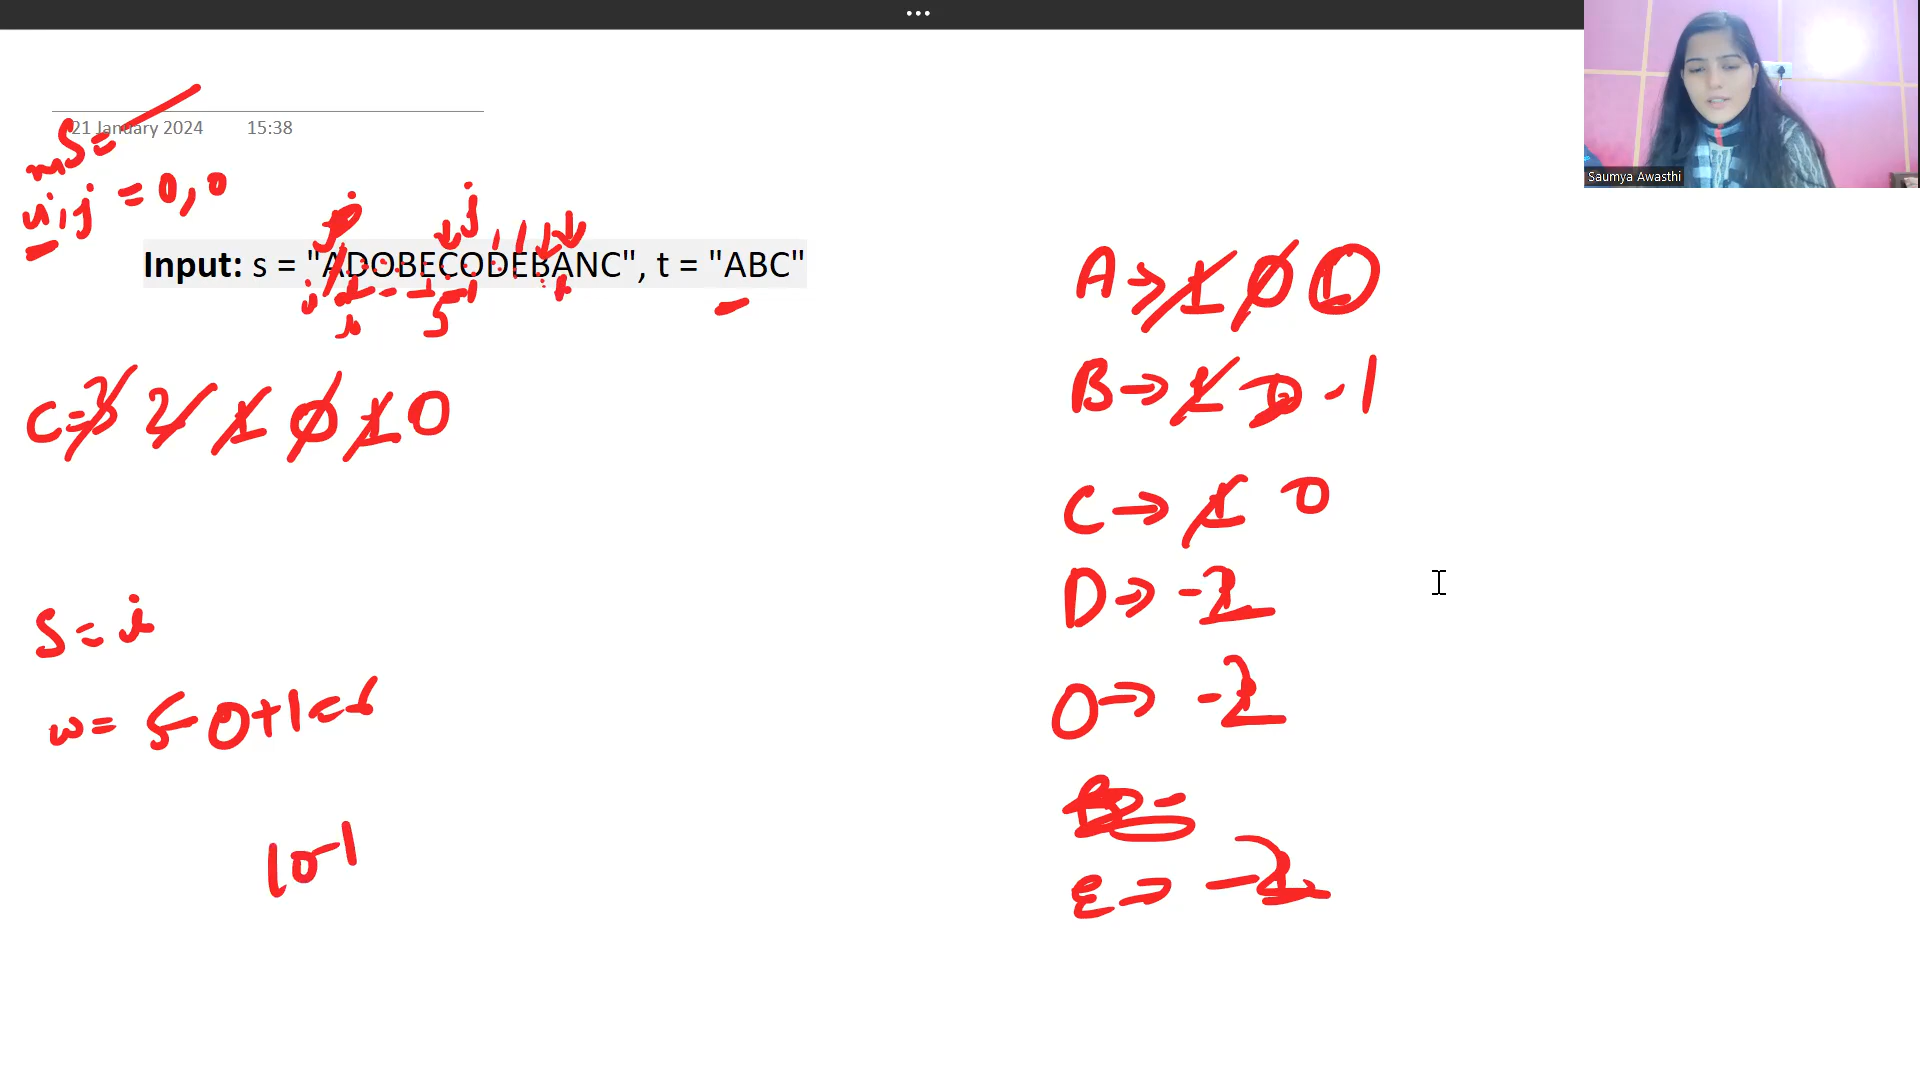 Saumya Awasthi
21 January 2024 15:38
mS=
i,j = 0,0
j
Input: s = "ADOBECODEBANC", t = "ABC"
A → 1 0 1
B → 1 0 -1
C = 3 2 1 0 1 0
C → 1 0
D → -2
S = i
O → -2
w = 5-0+1=6
E → -2
10-1